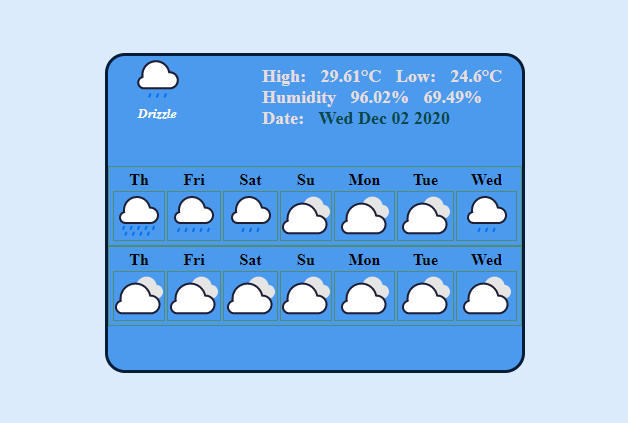 High: 29.61°C Low: 24.6°C
Humidity 96.02% 69.49%
Drizzle
Date: Wed Dec 02 2020
Th Fri Sat Su Mon Tue Wed
Th Fri Sat Su Mon Tue Wed